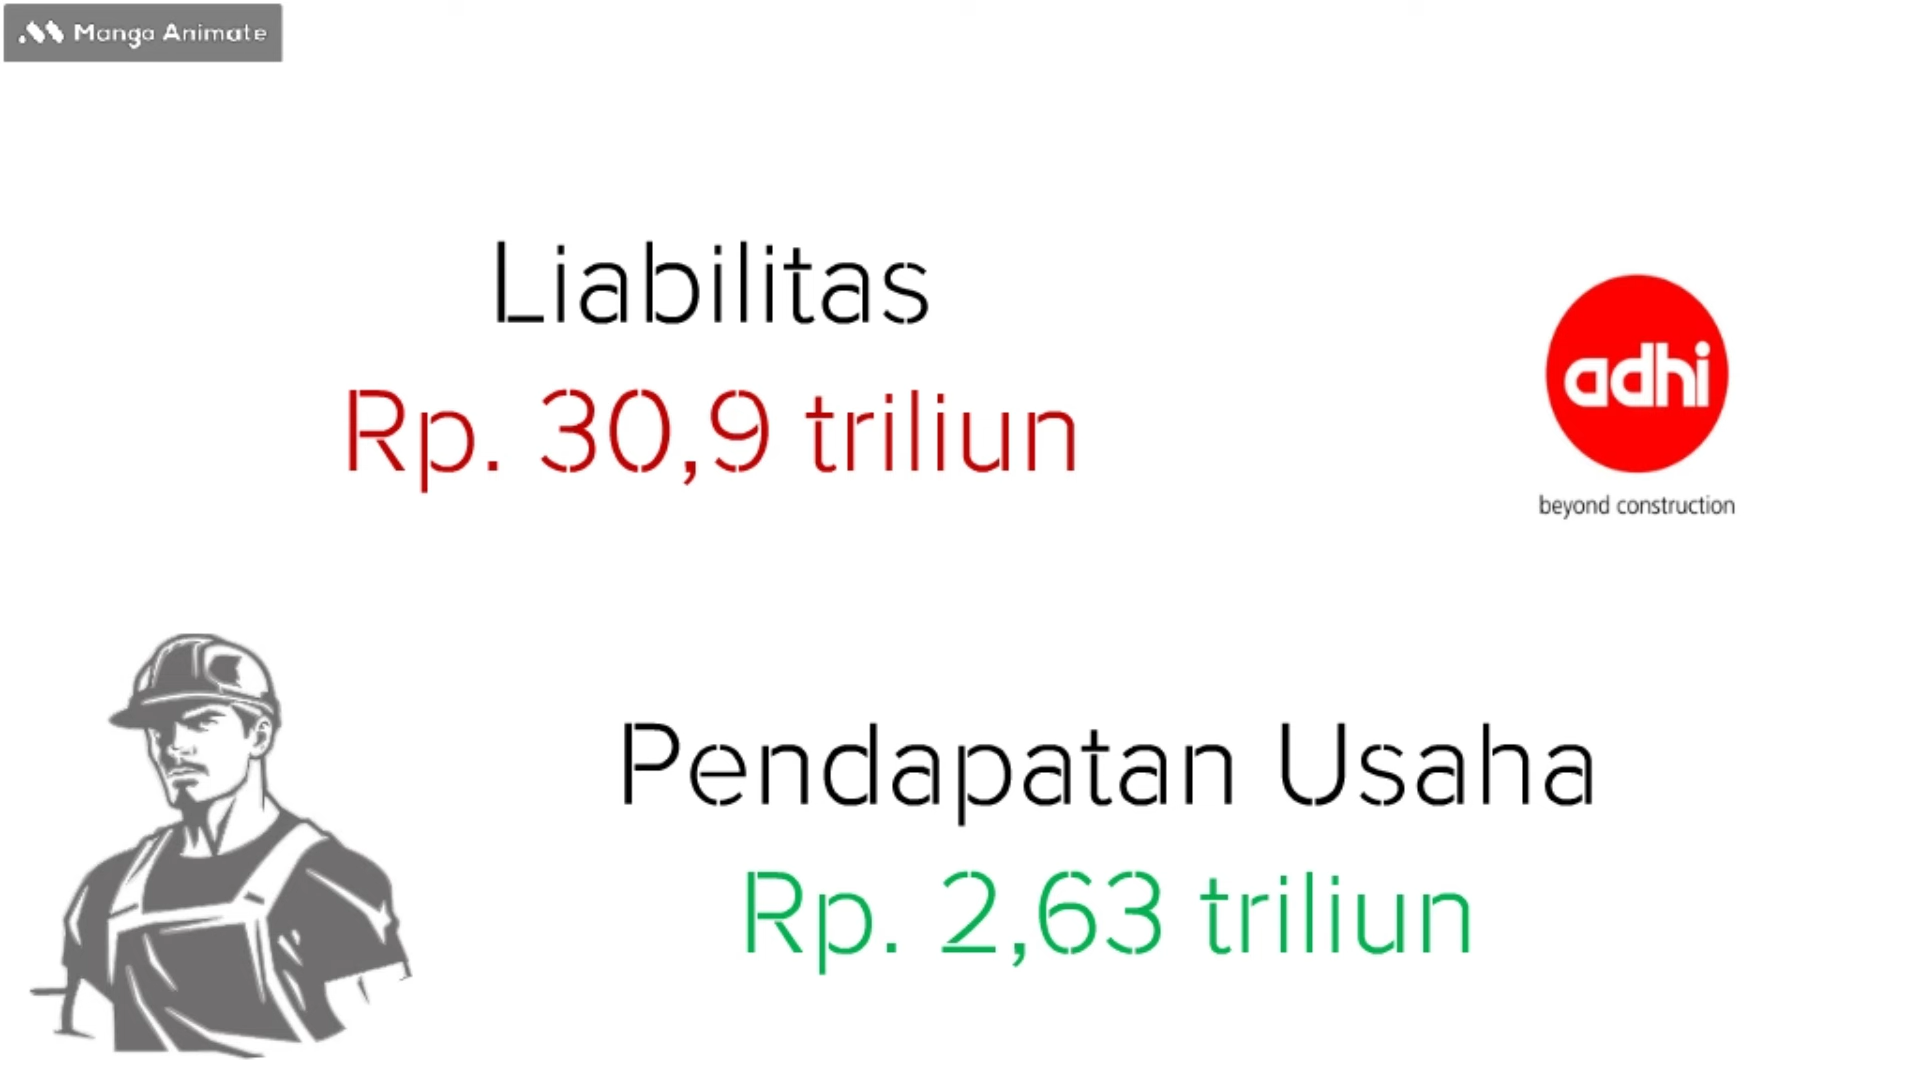 Manga Animate
Liabilitas
Rp. 30,9 triliun
adhi
beyond construction
Pendapatan Usaha
Rp. 2,63 triliun